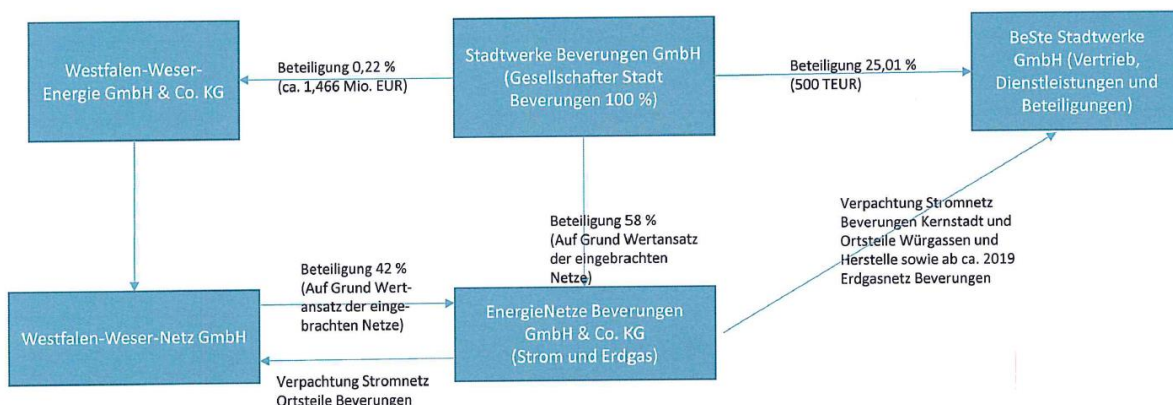 Westfalen-Weser-
Energie GmbH & Co. KG
Beteiligung 0,22 %
(ca. 1,466 Mio. EUR)
Stadtwerke Beverungen GmbH
(Gesellschafter Stadt
Beverungen 100 %)
Beteiligung 25,01 %
(500 TEUR)
BeSte Stadtwerke
GmbH (Vertrieb,
Dienstleistungen und
Beteiligungen)
Beteiligung 58 %
(Auf Grund Wertansatz
der eingebrachten
Netze)
Verpachtung Stromnetz
Beverungen Kernstadt und
Ortsteile Würgassen und
Herstelle sowie ab ca. 2019
Erdgasnetz Beverungen
Beteiligung 42 %
(Auf Grund Wert-
ansatz der einge-
brachten Netze)
Westfalen-Weser-Netz GmbH
EnergieNetze Beverungen
GmbH & Co. KG
(Strom und Erdgas)
Verpachtung Stromnetz
Ortsteile Beverungen